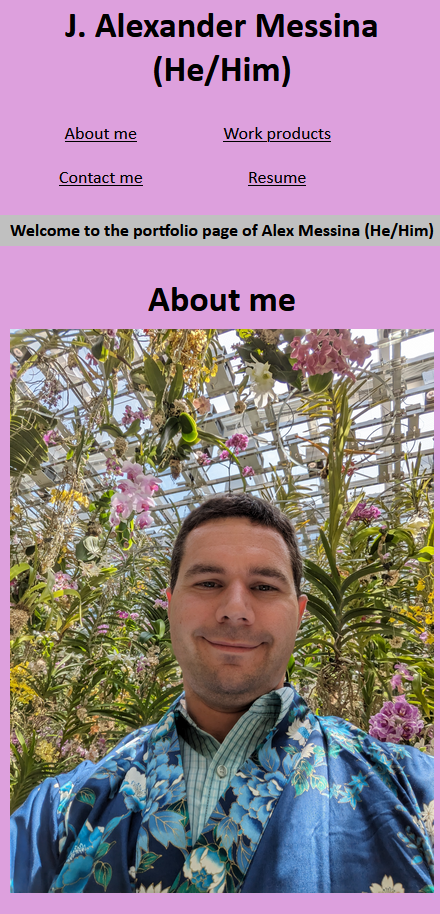 J. Alexander Messina
(He/Him)
About me
Work products
Contact me
Resume
Welcome to the portfolio page of Alex Messina (He/Him)
About me